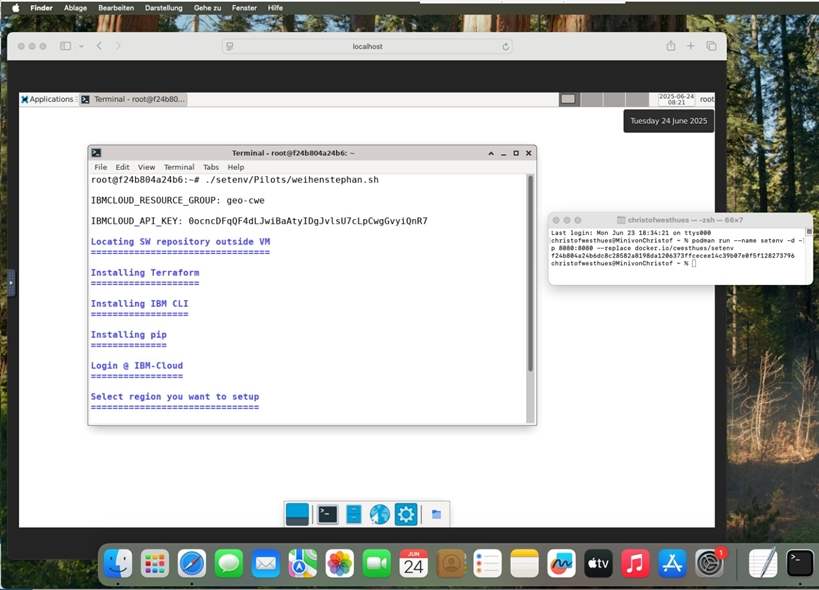 Finder Ablage Bearbeiten Darstellung Gehe zu Fenster Hilfe
localhost
Applications Terminal - root@f24b80...
2025-06-24
08:21
root
Tuesday 24 June 2025
Terminal - root@f24b804a24b6: ~
File Edit View Terminal Tabs Help
root@f24b804a24b6:~# ./setenv/Pilots/weihenstephan.sh
IBMCLOUD_RESOURCE_GROUP: geo-cwe
IBMCLOUD_API_KEY: 0ocncDFqQF4dLJwiBaAtyIDgJvlsU7cLpCwgGvyiQnR7
Locating SW repository outside VM
==================================
Installing Terraform
=====================
Installing IBM CLI
===================
Installing pip
===============
Login @ IBM-Cloud
==================
Select region you want to setup
================================
christofwesthues — -zsh — 66×7
Last login: Mon Jun 23 18:34:21 on ttys000
christofwesthues@MinivonChristof ~ % podman run --name setenv -d -
p 8080:8080 --replace docker.io/cwesthues/setenv
f24b804a24b6dc8c28582a8198da1206373ffcecee14c39b07e0f5f128273796
christofwesthues@MinivonChristof ~ %
JUN
24
tv
1